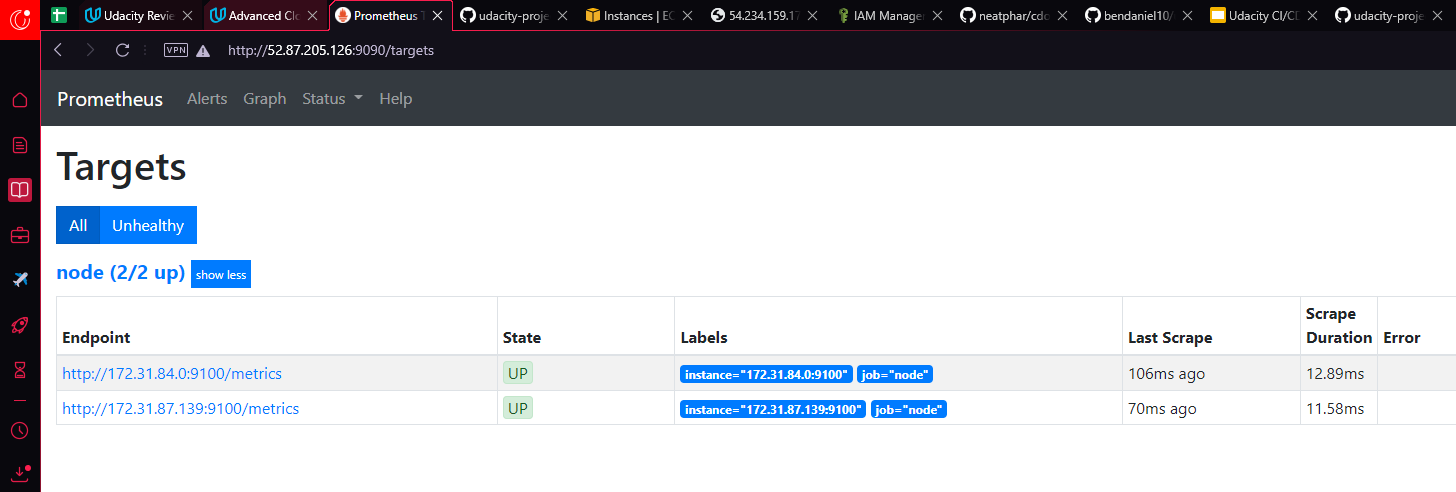 Udacity Revie
Advanced Clo
Prometheus T
udacity-proje
Instances | EC
54.234.159.17
IAM Manager
neatphar/cdc
bendaniel10/
Udacity CI/CD
udacity-proje
VPN
http://52.87.205.126:9090/targets
Prometheus Alerts Graph Status Help
Targets
All Unhealthy
node (2/2 up) show less
Scrape
Endpoint State Labels Last Scrape Duration Error
http://172.31.84.0:9100/metrics UP instance="172.31.84.0:9100" job="node" 106ms ago 12.89ms
http://172.31.87.139:9100/metrics UP instance="172.31.87.139:9100" job="node" 70ms ago 11.58ms